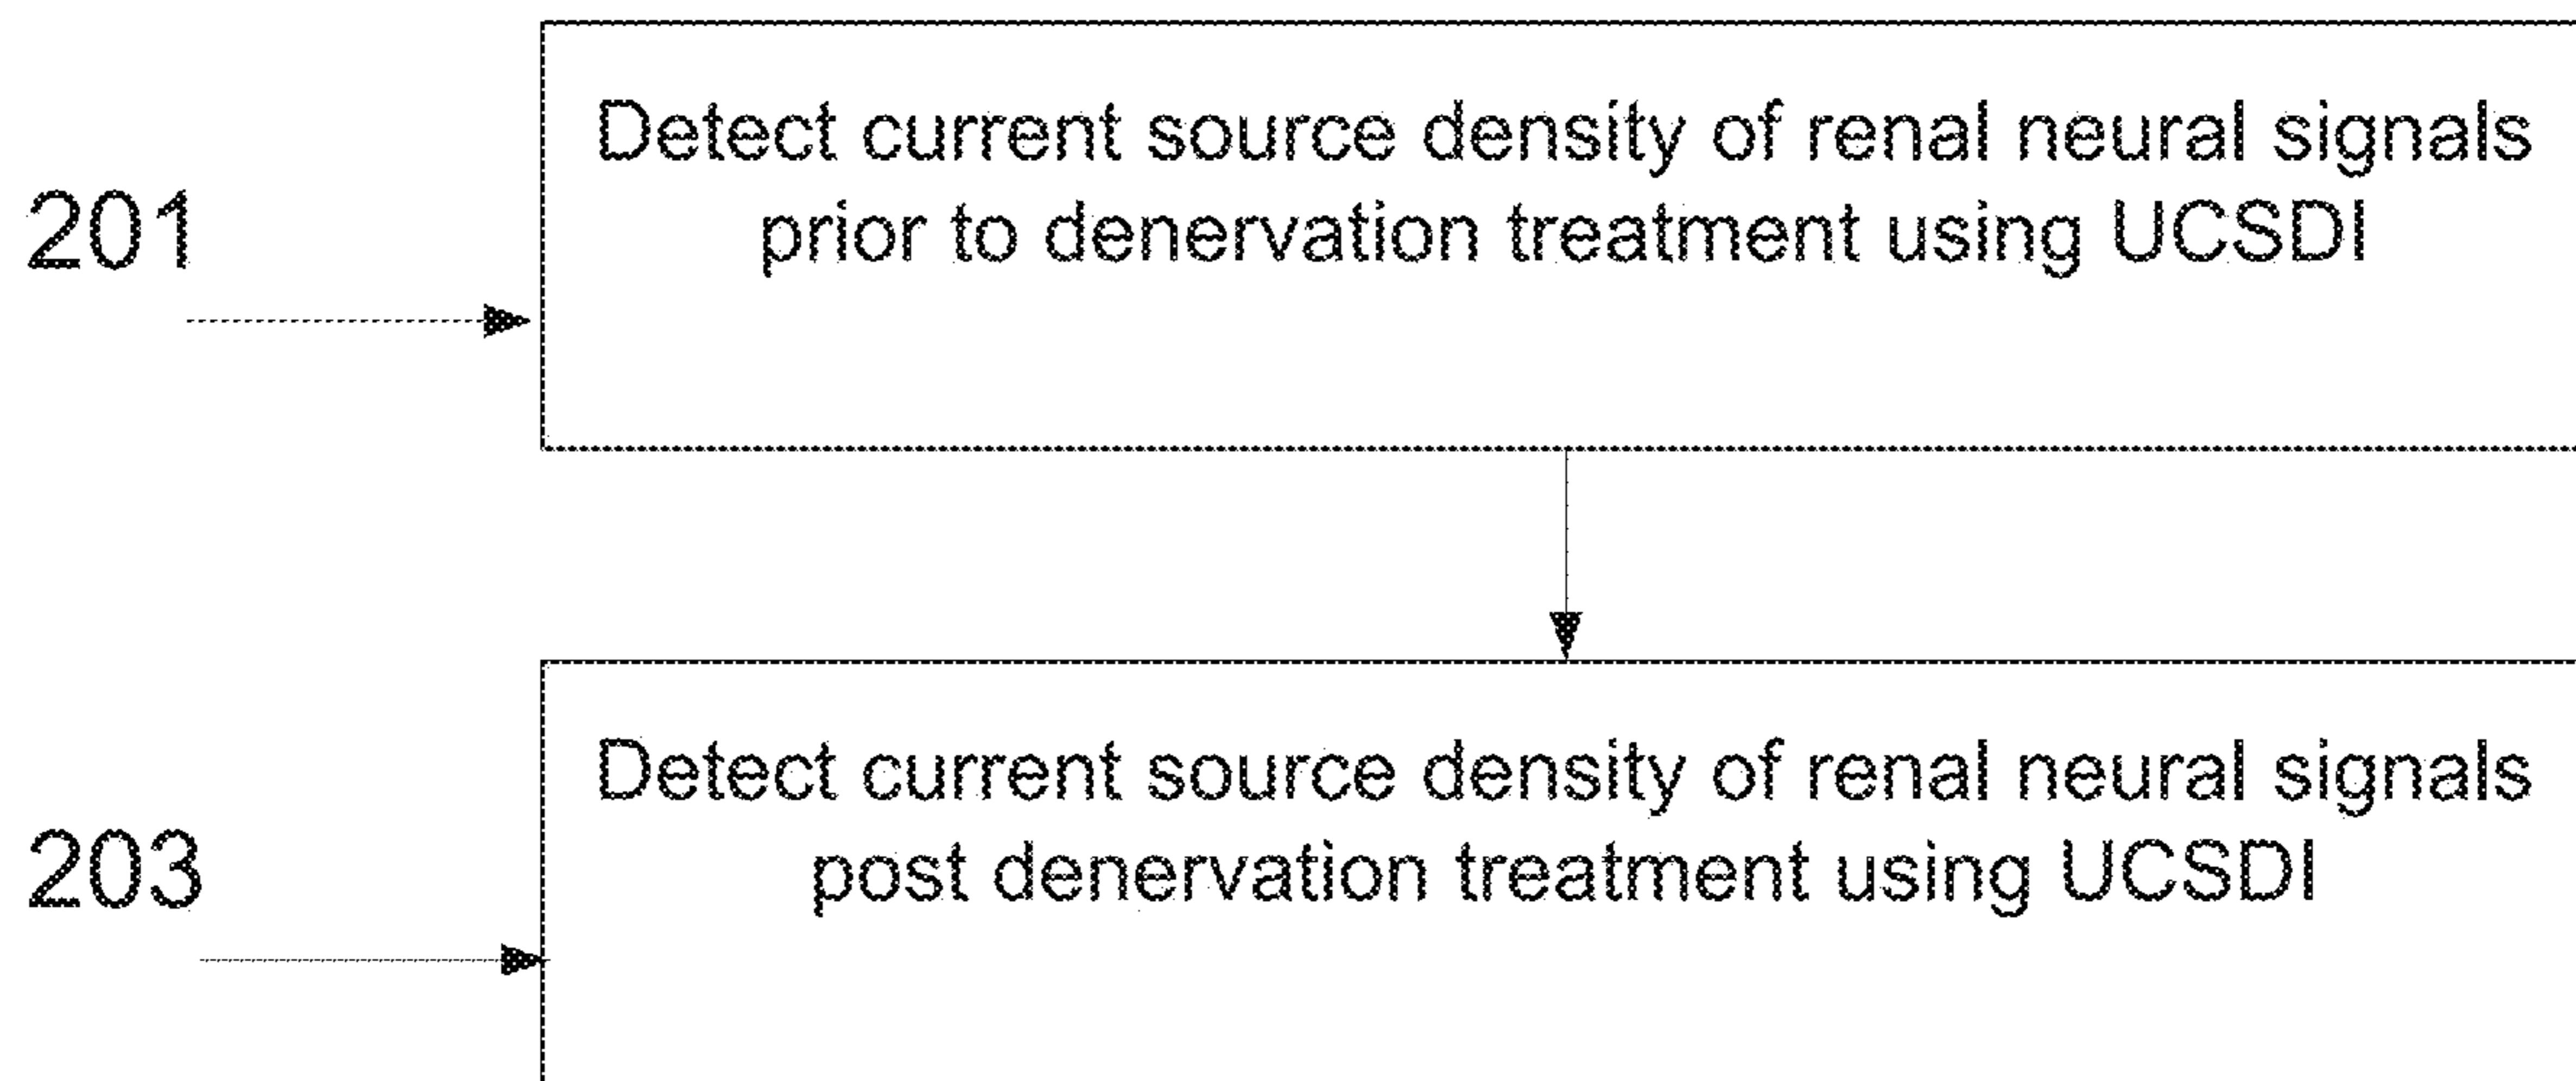 Detect current source density of renal neural signals
prior to denervation treatment using UCSDI
201
Detect current source density of renal neural signals
post denervation treatment using UCSDI
203